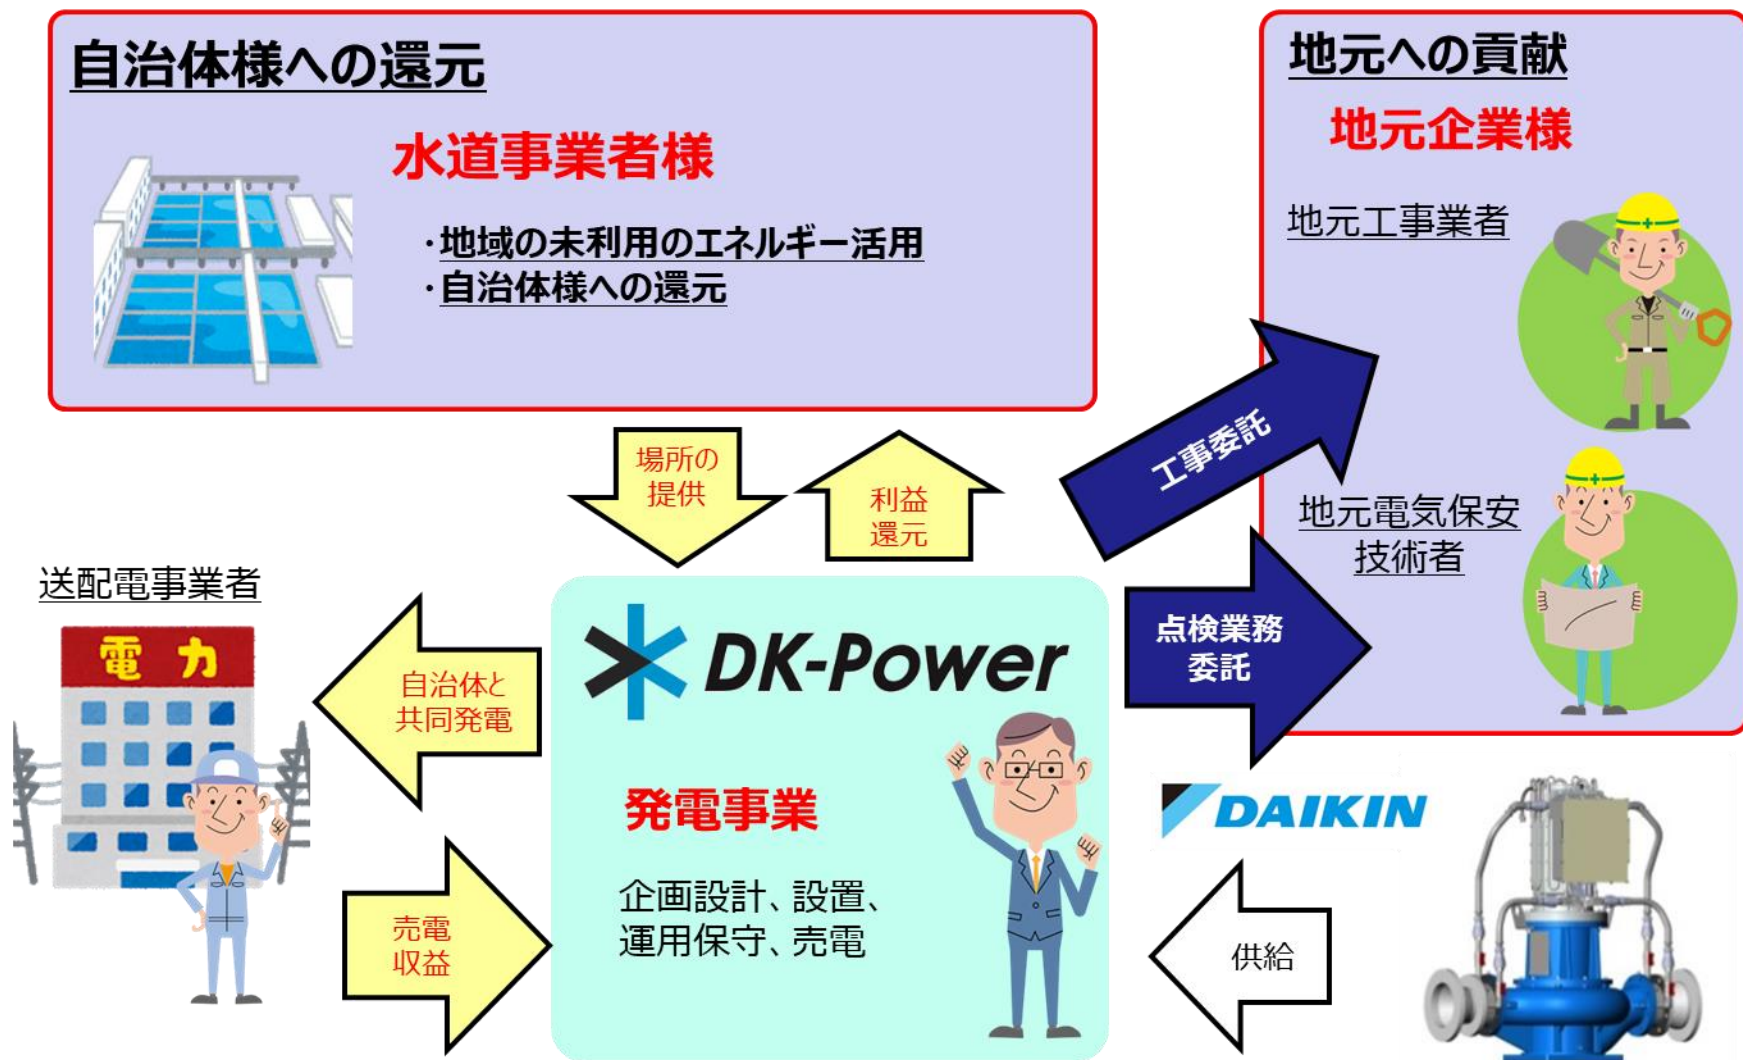 自治体様への還元
水道事業者様
・地域の未利用のエネルギー活用
・自治体様への還元
地元への貢献
地元企業様
地元工事業者
地元電気保安
技術者
場所の
提供
利益
還元
工事委託
点検業務
委託
送配電事業者
電力
自治体と
共同発電
売電
収益
DK-Power
発電事業
企画設計、設置、
運用保守、売電
DAIKIN
供給